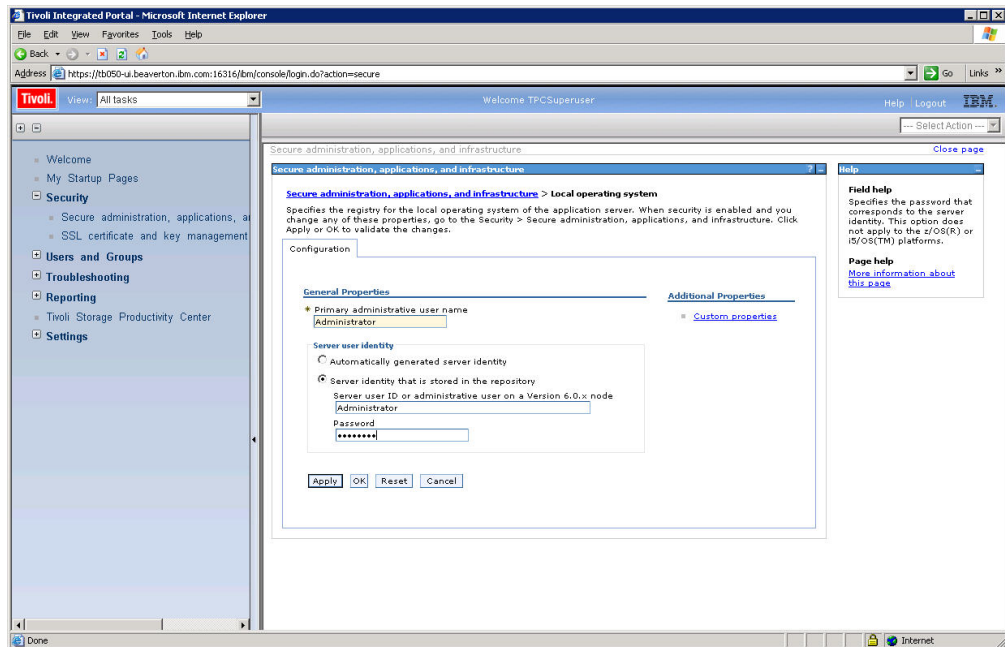 Tivoli Integrated Portal - Microsoft Internet Explorer
File Edit View Favorites Tools Help
Back
Address https://tb050-ui.beaverton.ibm.com:16316/ibm/console/login.do?action=secure Go Links »
Tivoli. View: All tasks Welcome TPCSuperuser Help Logout IBM.
--- Select Action ---
Secure administration, applications, and infrastructure Close page
Welcome
My Startup Pages
Security
Secure administration, applications, a
SSL certificate and key management
Users and Groups
Troubleshooting
Reporting
Tivoli Storage Productivity Center
Settings
Secure administration, applications, and infrastructure ? -
Secure administration, applications, and infrastructure > Local operating system
Specifies the registry for the local operating system of the application server. When security is enabled and you
change any of these properties, go to the Security > Secure administration, applications, and infrastructure. Click
Apply or OK to validate the changes.
Configuration
General Properties
* Primary administrative user name
Administrator
Server user identity
Automatically generated server identity
Server identity that is stored in the repository
Server user ID or administrative user on a Version 6.0.x node
Administrator
Password
••••••••
Apply OK Reset Cancel
Additional Properties
Custom properties
Help -
Field help
Specifies the password that
corresponds to the server
identity. This option does
not apply to the z/OS(R) or
i5/OS(TM) platforms.
Page help
More information about
this page
Done Internet